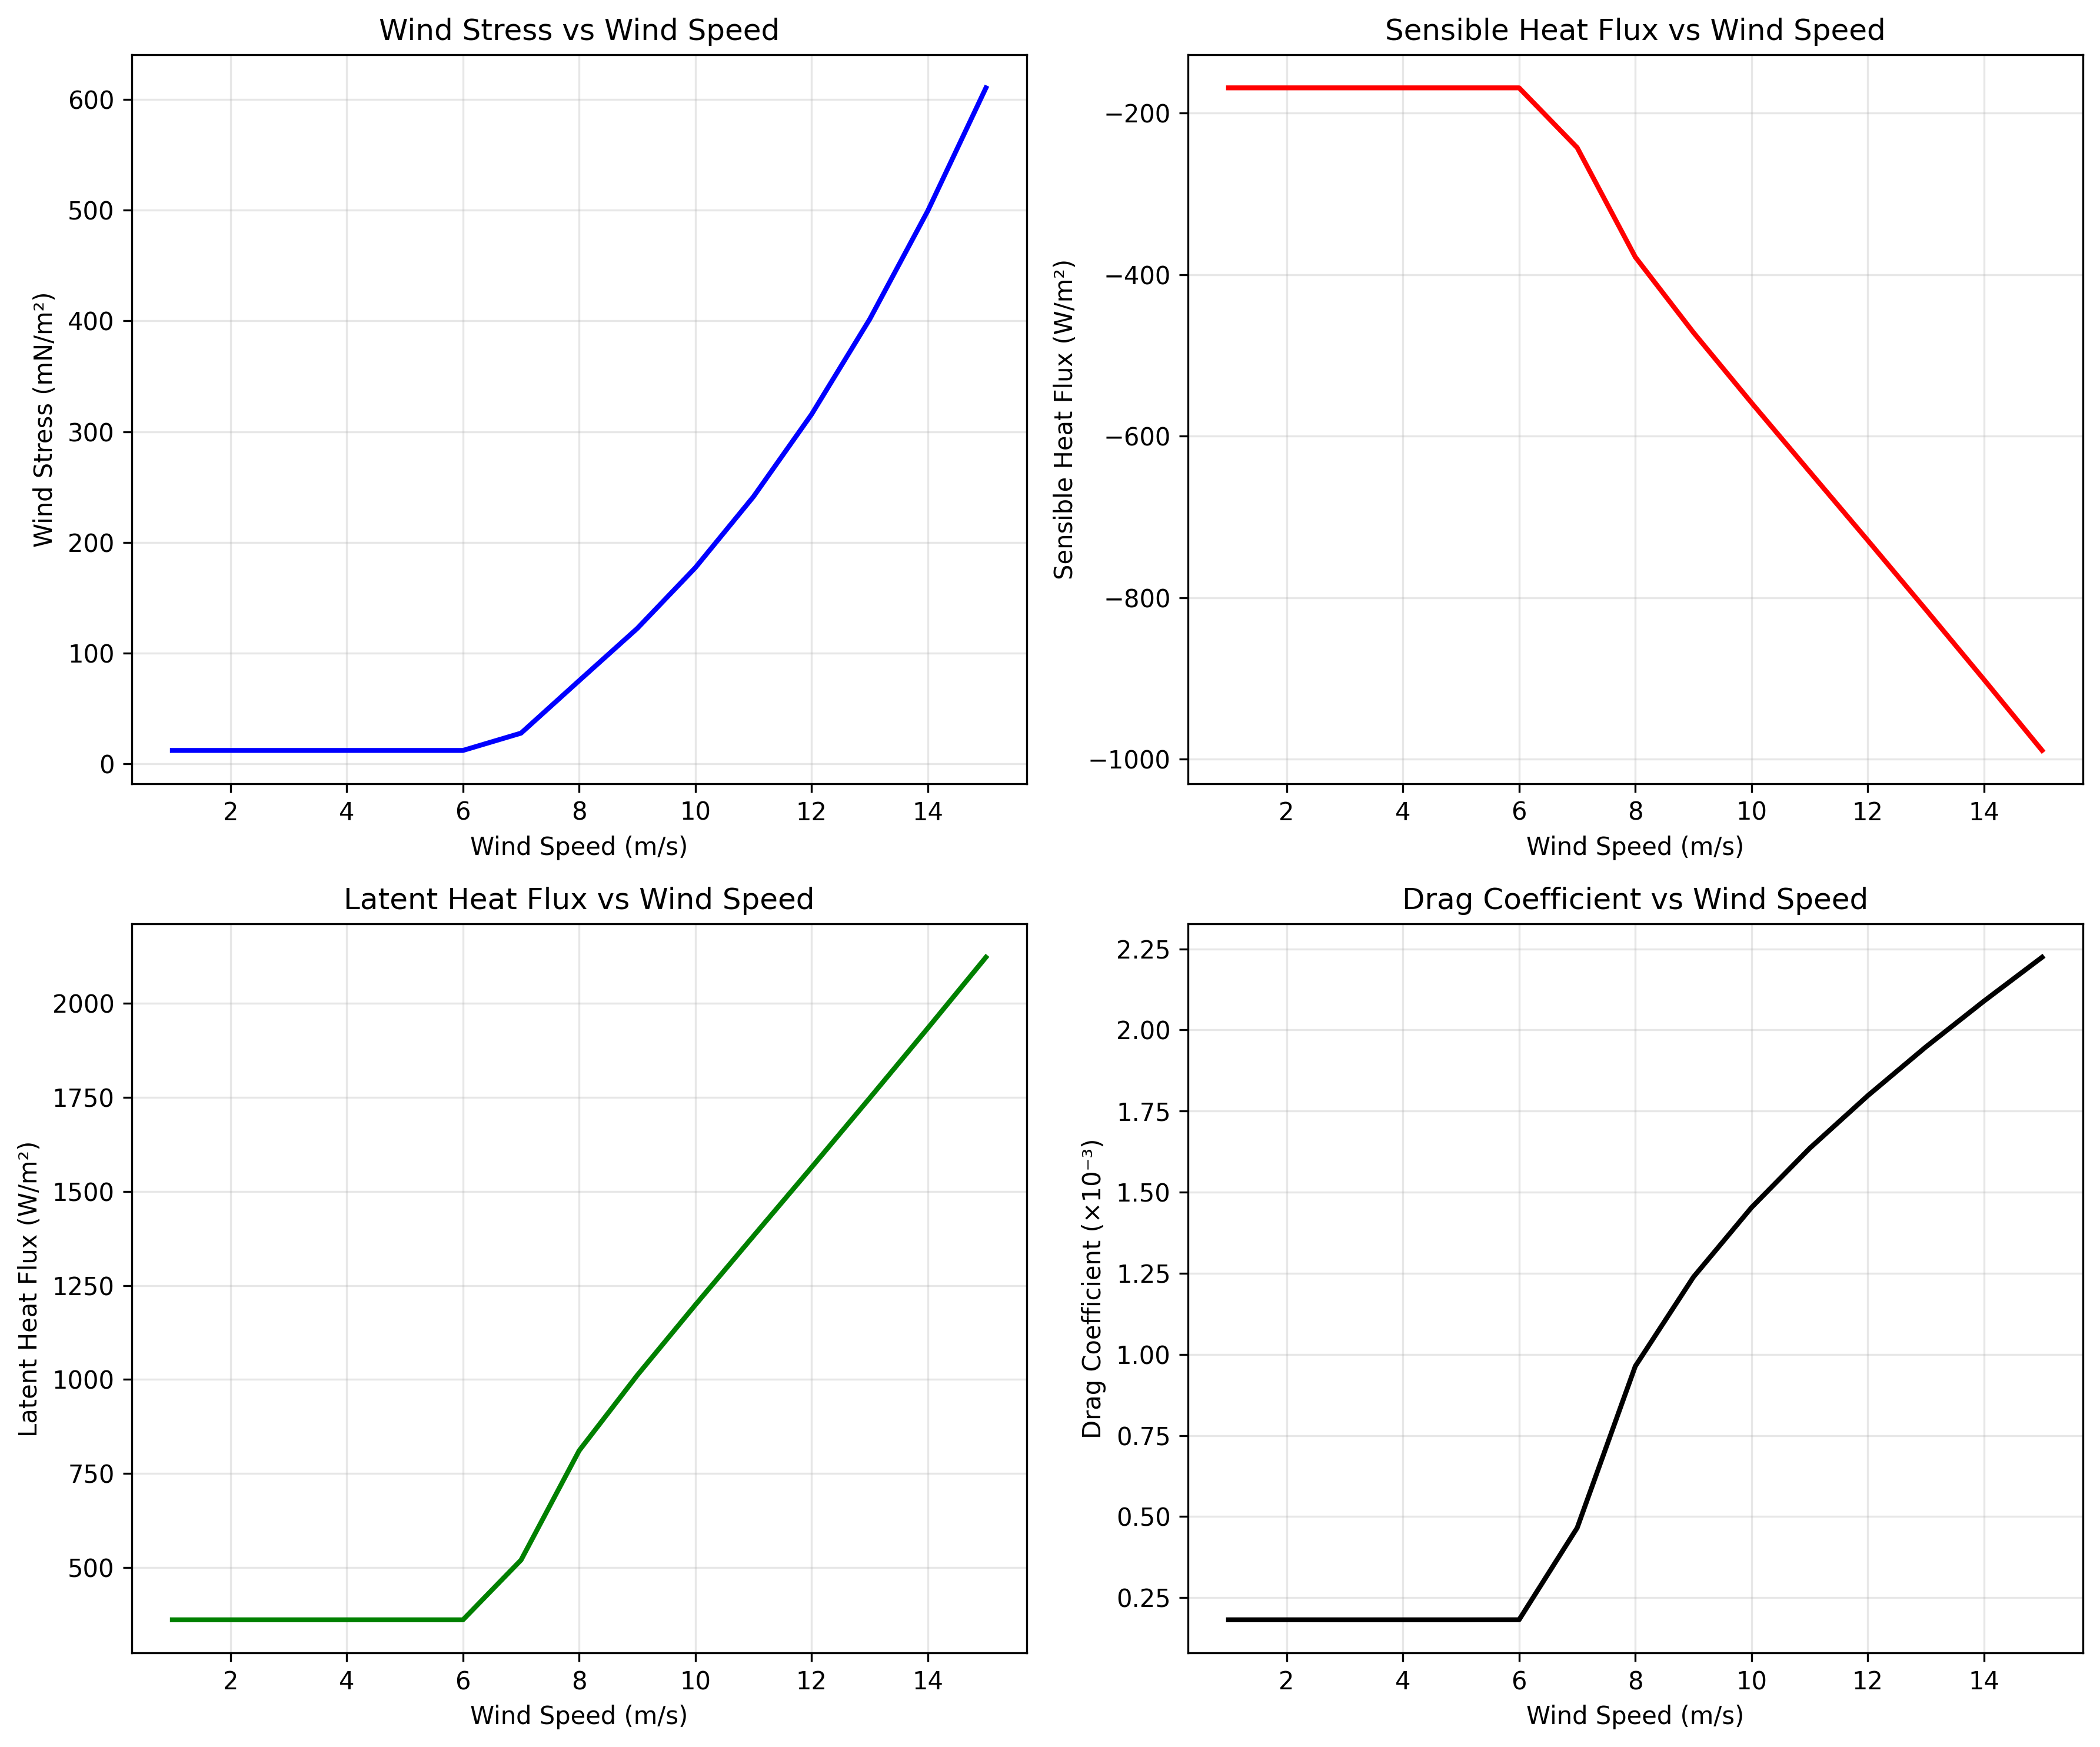 Wind Stress vs Wind Speed
Wind Stress (mN/m²)
600
500
400
300
200
100
0
2 4 6 8 10 12 14
Wind Speed (m/s)
Sensible Heat Flux vs Wind Speed
Sensible Heat Flux (W/m²)
−200
−400
−600
−800
−1000
2 4 6 8 10 12 14
Wind Speed (m/s)
Latent Heat Flux vs Wind Speed
Latent Heat Flux (W/m²)
2000
1750
1500
1250
1000
750
500
2 4 6 8 10 12 14
Wind Speed (m/s)
Drag Coefficient vs Wind Speed
Drag Coefficient (×10⁻³)
2.25
2.00
1.75
1.50
1.25
1.00
0.75
0.50
0.25
2 4 6 8 10 12 14
Wind Speed (m/s)